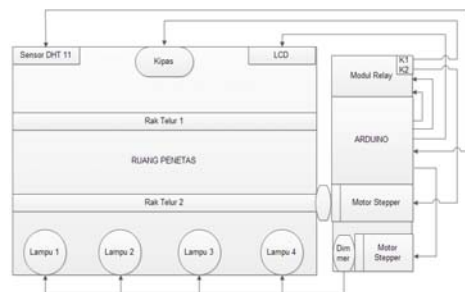 Sensor DHT 11
Kipas
LCD
K1
K2
Modul Relay
Rak Telur 1
ARDUINO
RUANG PENETAS
Rak Telur 2
Motor Stepper
Lampu 1
Lampu 2
Lampu 3
Lampu 4
Dim
mer
Motor
Stepper